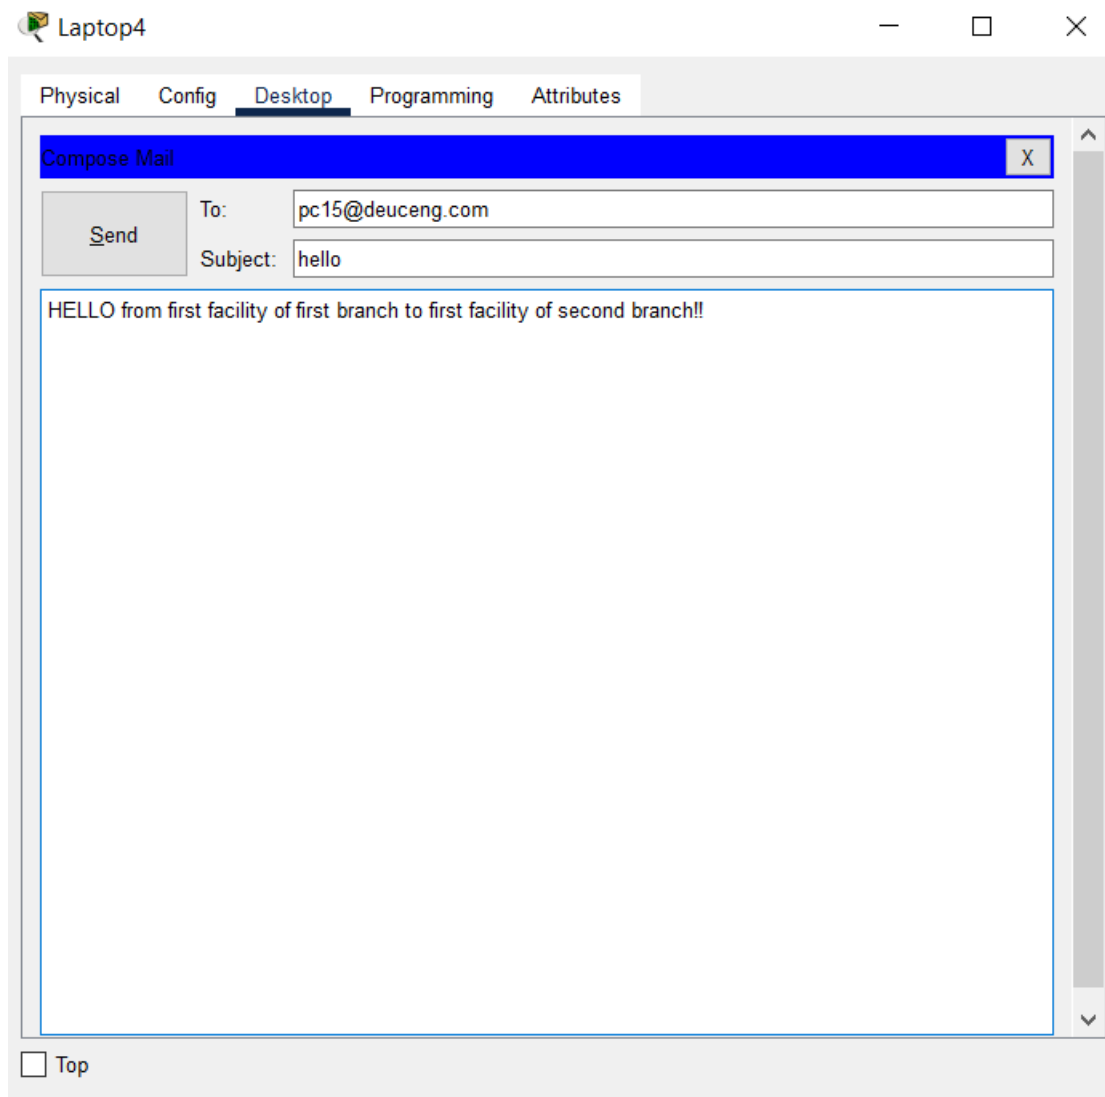 Laptop4
Physical Config Desktop Programming Attributes
Compose Mail X
Send
To: pc15@deuceng.com
Subject: hello
HELLO from first facility of first branch to first facility of second branch!!
Top